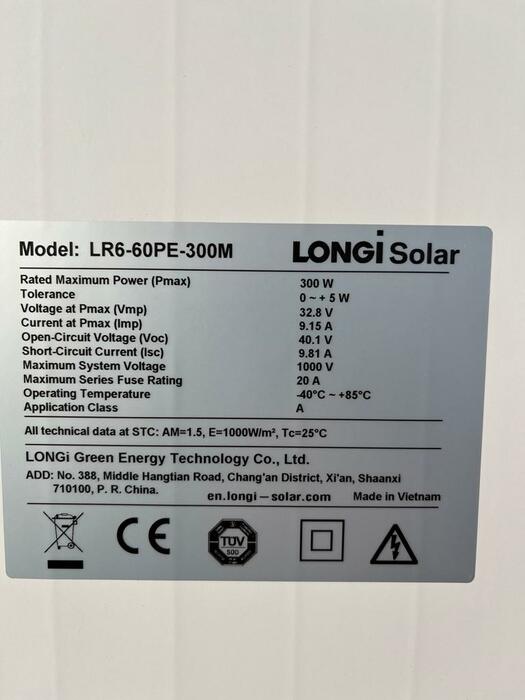 Model: LR6-60PE-300M LONGi Solar
Rated Maximum Power (Pmax) 300 W
Tolerance 0 ~ + 5 W
Voltage at Pmax (Vmp) 32.8 V
Current at Pmax (Imp) 9.15 A
Open-Circuit Voltage (Voc) 40.1 V
Short-Circuit Current (Isc) 9.81 A
Maximum System Voltage 1000 V
Maximum Series Fuse Rating 20 A
Operating Temperature -40°C ~ +85°C
Application Class A
All technical data at STC: AM=1.5, E=1000W/m², Tc=25°C
LONGi Green Energy Technology Co., Ltd.
ADD: No. 388, Middle Hangtian Road, Chang'an District, Xi'an, Shaanxi
710100, P. R. China. en.longi-solar.com Made in Vietnam
CE TÜV SÜD